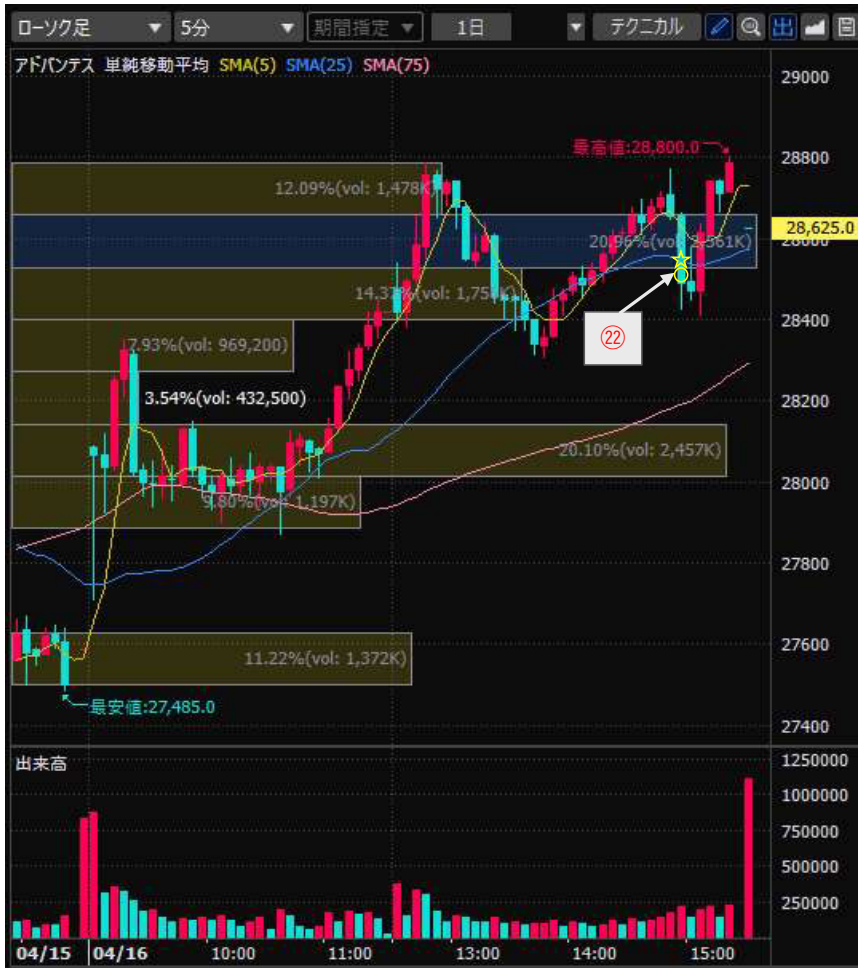 ローソク足 ▼ 5分 ▼ 期間指定 ▼ 1日 ▼ テクニカル 出
アドバンテス 単純移動平均 SMA(5) SMA(25) SMA(75)
29000
最高値:28,800.0
28800
12.09%(vol: 1,478K)
28,625.0
20.96%(vol: 2,561K)
28600
14.37%(vol: 1,75
㉒
28400
7.93%(vol: 969,200)
3.54%(vol: 432,500)
28200
20.10%(vol: 2,457K)
28000
9.80%(vol: 1,197K)
27800
27600
11.22%(vol: 1,372K)
最安値:27,485.0
27400
出来高
1250000
1000000
750000
500000
250000
04/15 04/16 10:00 11:00 13:00 14:00 15:00